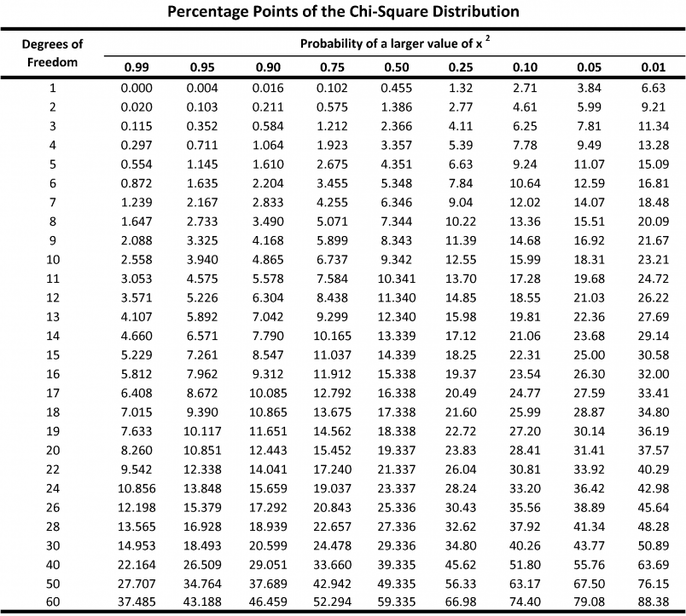 Percentage Points of the Chi-Square Distribution
Degrees of Freedom Probability of a larger value of x 2
0.99 0.95 0.90 0.75 0.50 0.25 0.10 0.05 0.01
1 0.000 0.004 0.016 0.102 0.455 1.32 2.71 3.84 6.63
2 0.020 0.103 0.211 0.575 1.386 2.77 4.61 5.99 9.21
3 0.115 0.352 0.584 1.212 2.366 4.11 6.25 7.81 11.34
4 0.297 0.711 1.064 1.923 3.357 5.39 7.78 9.49 13.28
5 0.554 1.145 1.610 2.675 4.351 6.63 9.24 11.07 15.09
6 0.872 1.635 2.204 3.455 5.348 7.84 10.64 12.59 16.81
7 1.239 2.167 2.833 4.255 6.346 9.04 12.02 14.07 18.48
8 1.647 2.733 3.490 5.071 7.344 10.22 13.36 15.51 20.09
9 2.088 3.325 4.168 5.899 8.343 11.39 14.68 16.92 21.67
10 2.558 3.940 4.865 6.737 9.342 12.55 15.99 18.31 23.21
11 3.053 4.575 5.578 7.584 10.341 13.70 17.28 19.68 24.72
12 3.571 5.226 6.304 8.438 11.340 14.85 18.55 21.03 26.22
13 4.107 5.892 7.042 9.299 12.340 15.98 19.81 22.36 27.69
14 4.660 6.571 7.790 10.165 13.339 17.12 21.06 23.68 29.14
15 5.229 7.261 8.547 11.037 14.339 18.25 22.31 25.00 30.58
16 5.812 7.962 9.312 11.912 15.338 19.37 23.54 26.30 32.00
17 6.408 8.672 10.085 12.792 16.338 20.49 24.77 27.59 33.41
18 7.015 9.390 10.865 13.675 17.338 21.60 25.99 28.87 34.80
19 7.633 10.117 11.651 14.562 18.338 22.72 27.20 30.14 36.19
20 8.260 10.851 12.443 15.452 19.337 23.83 28.41 31.41 37.57
22 9.542 12.338 14.041 17.240 21.337 26.04 30.81 33.92 40.29
24 10.856 13.848 15.659 19.037 23.337 28.24 33.20 36.42 42.98
26 12.198 15.379 17.292 20.843 25.336 30.43 35.56 38.89 45.64
28 13.565 16.928 18.939 22.657 27.336 32.62 37.92 41.34 48.28
30 14.953 18.493 20.599 24.478 29.336 34.80 40.26 43.77 50.89
40 22.164 26.509 29.051 33.660 39.335 45.62 51.80 55.76 63.69
50 27.707 34.764 37.689 42.942 49.335 56.33 63.17 67.50 76.15
60 37.485 43.188 46.459 52.294 59.335 66.98 74.40 79.08 88.38